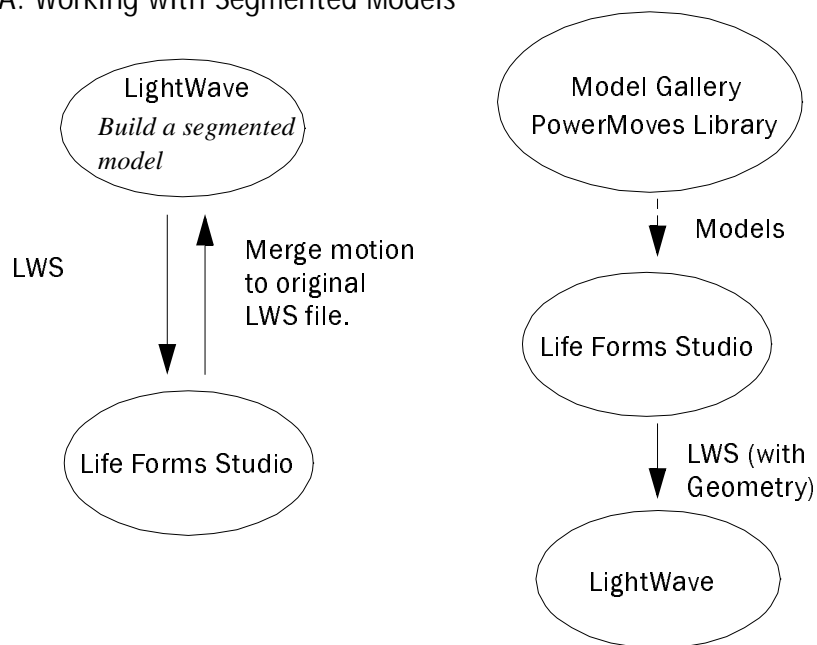 A: Working with Segmented Models
LightWave
Build a segmented
model
LWS
Merge motion
to original
LWS file.
Life Forms Studio
Model Gallery
PowerMoves Library
Models
Life Forms Studio
LWS (with
Geometry)
LightWave